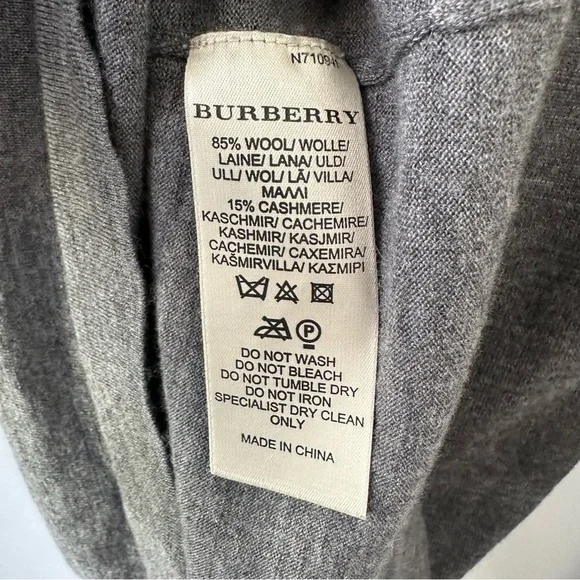 BURBERRY
85% WOOL/ WOLLE/
LAINE/ LANA/ ULD/
ULL/ WOL/ LÃ/ VILLA/
ΜΑΛΛΙ
15% CASHMERE/
KASCHMIR/ CACHEMIRE/
KASHMIR/ KASJMIR/
CACHEMIR/ CAXEMIRA/
KAŠMIRVILLA/ ΚΑΣΜΙΡΙ
P
DO NOT WASH
DO NOT BLEACH
DO NOT TUMBLE DRY
DO NOT IRON
SPECIALIST DRY CLEAN
ONLY
MADE IN CHINA